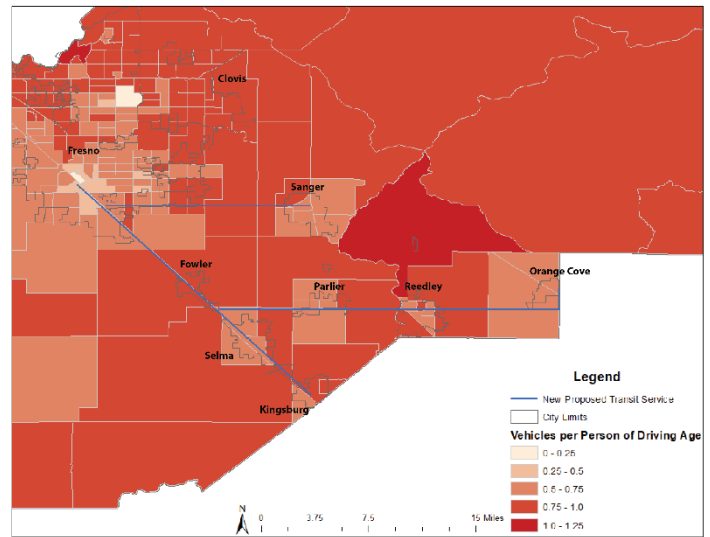 Clovis
Fresno
Sanger
Fowler
Parlier
Reedley
Orange Cove
Selma
Kingsburg
Legend
New Proposed Transit Service
City Limits
Vehicles per Person of Driving Age
0 - 0.25
0.25 - 0.5
0.5 - 0.75
0.75 - 1.0
1.0 - 1.25
N
0 3.75 7.5 15 Miles